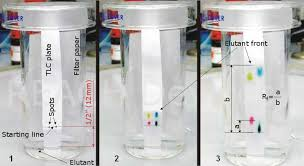 TLC plate
Filter paper
Spots
1/2" (12 mm)
Starting line
Elutant
1
2
Elutant front
b
a
Rf= a
b
3